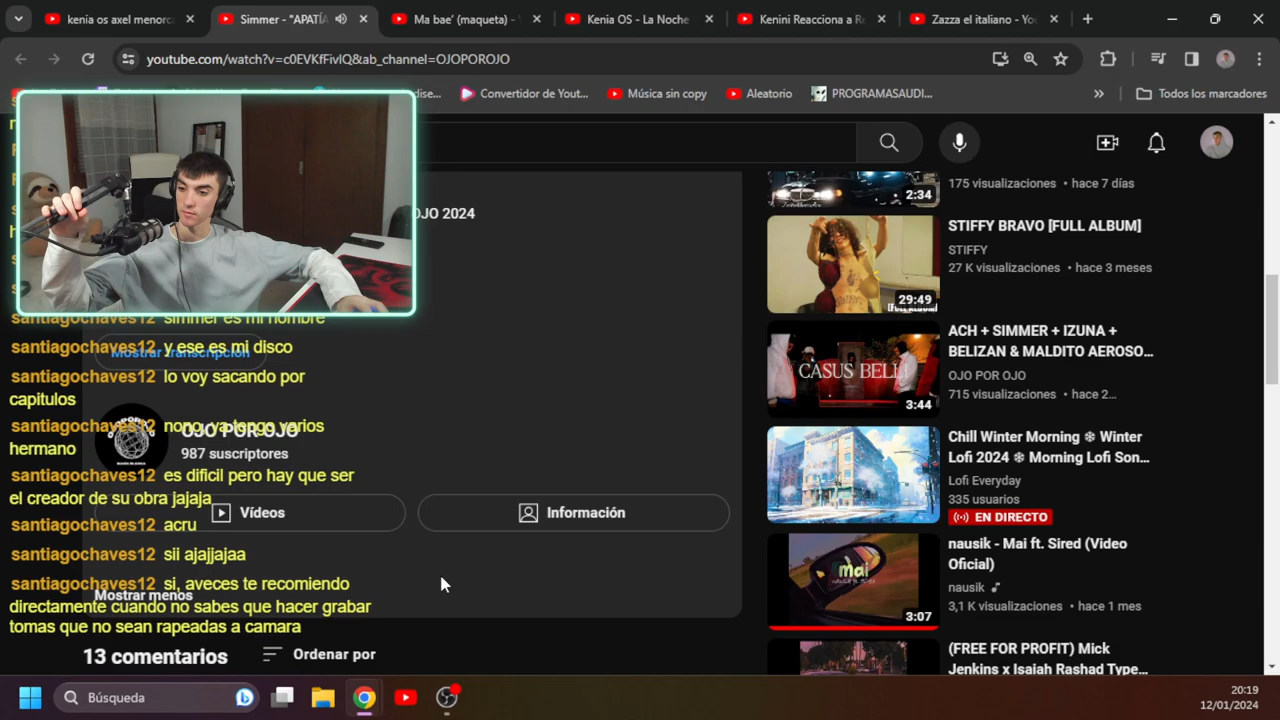 kenia os axel menorc
Simmer - "APATÍA
Ma bae' (maqueta) - Y
Kenia OS - La Noche
Kenini Reacciona a Re
Zazza el italiano - You
youtube.com/watch?v=c0EVKfFivIQ&ab_channel=OJOPOROJO
dise...
Convertidor de Yout...
Música sin copy
Aleatorio
PROGRAMASAUDI...
»
Todos los marcadores
OJO 2024
santiagochaves12 simmer es mi nombre
santiagochaves12 y ese es mi disco
Mostrar transcripción
santiagochaves12 lo voy sacando por
capitulos
santiagochaves12 nono, ya tengo varios
hermano
OJO POR OJO
987 suscriptores
santiagochaves12 es dificil pero hay que ser
el creador de su obra jajaja
Vídeos
Información
santiagochaves12 acru
santiagochaves12 sii ajajjajaa
santiagochaves12 si, aveces te recomiendo
directamente cuando no sabes que hacer grabar
tomas que no sean rapeadas a camara
Mostrar menos
13 comentarios
Ordenar por
2:34
175 visualizaciones • hace 7 días
29:49
STIFFY BRAVO [FULL ALBUM]
STIFFY
27 K visualizaciones • hace 3 meses
CASUS BELLI
3:44
ACH + SIMMER + IZUNA +
BELIZAN & MALDITO AEROSO...
OJO POR OJO
715 visualizaciones • hace 2...
Chill Winter Morning ❄ Winter
Lofi 2024 ❄ Morning Lofi Son...
Lofi Everyday
335 usuarios
EN DIRECTO
mai
3:07
nausik - Mai ft. Sired (Video
Oficial)
nausik
3,1 K visualizaciones • hace 1 mes
(FREE FOR PROFIT) Mick
Jenkins x Isaiah Rashad Type...
Búsqueda
20:19
12/01/2024